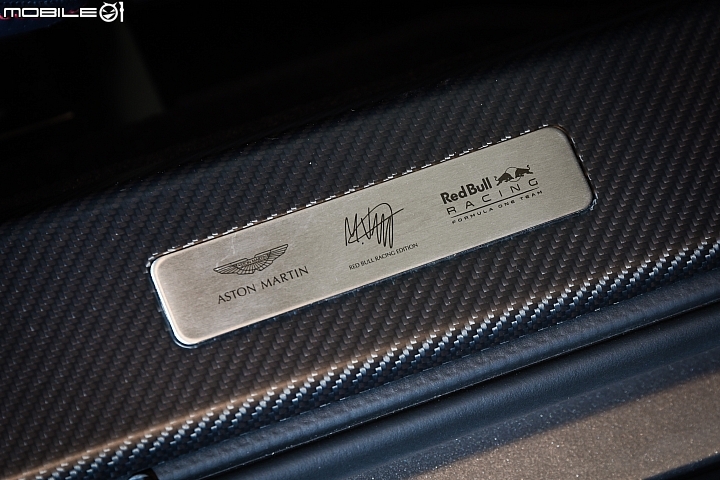 MOBILE01
ASTON MARTIN
RED BULL RACING EDITION
Red Bull
RACING
FORMULA ONE TEAM